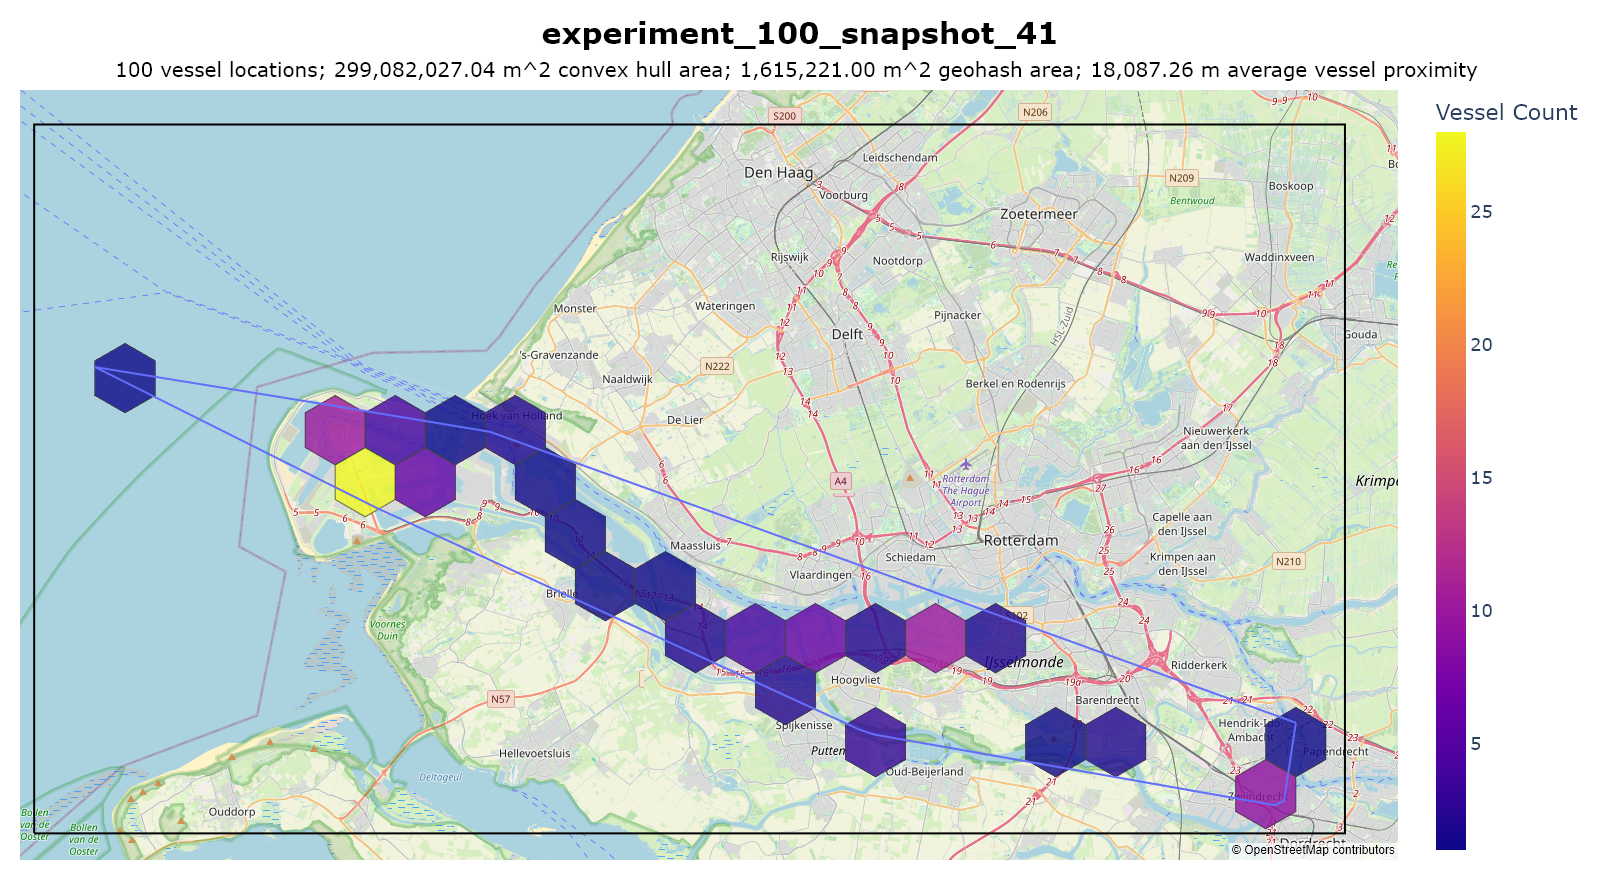 experiment_100_snapshot_41
100 vessel locations; 299,082,027.04 m^2 convex hull area; 1,615,221.00 m^2 geohash area; 18,087.26 m average vessel proximity
Vessel Count
25
20
15
10
5
S200
N206
Den Haag
Leidschendam
Voorburg
N209
Boskoop
Bentwoud
Zoetermeer
Rijswijk
Nootdorp
Waddinxveen
Monster
Wateringen
Pijnacker
HSL-Zuid
Delft
Gouda
's-Gravenzande
N222
Naaldwijk
Berkel en Rodenrijs
Hoek van Holland
De Lier
Nieuwerkerk
aan den IJssel
A4
Rotterdam
The Hague
Airport
Krimpe
Capelle aan
den IJssel
Maassluis
Schiedam
Rotterdam
Krimpen aan
den IJssel
N210
Vlaardingen
Brielle
Voornes
Duin
IJsselmonde
Ridderkerk
Hoogvliet
N57
Barendrecht
Spijkenisse
Hendrik-Ido-
Ambacht
Papendrecht
Hellevoetsluis
Putten
Oud-Beijerland
Deltageul
Zwijndrecht
Ouddorp
Bollen
van de
Ooster
Bollen
van de
Ooster
Dordrecht
© OpenStreetMap contributors